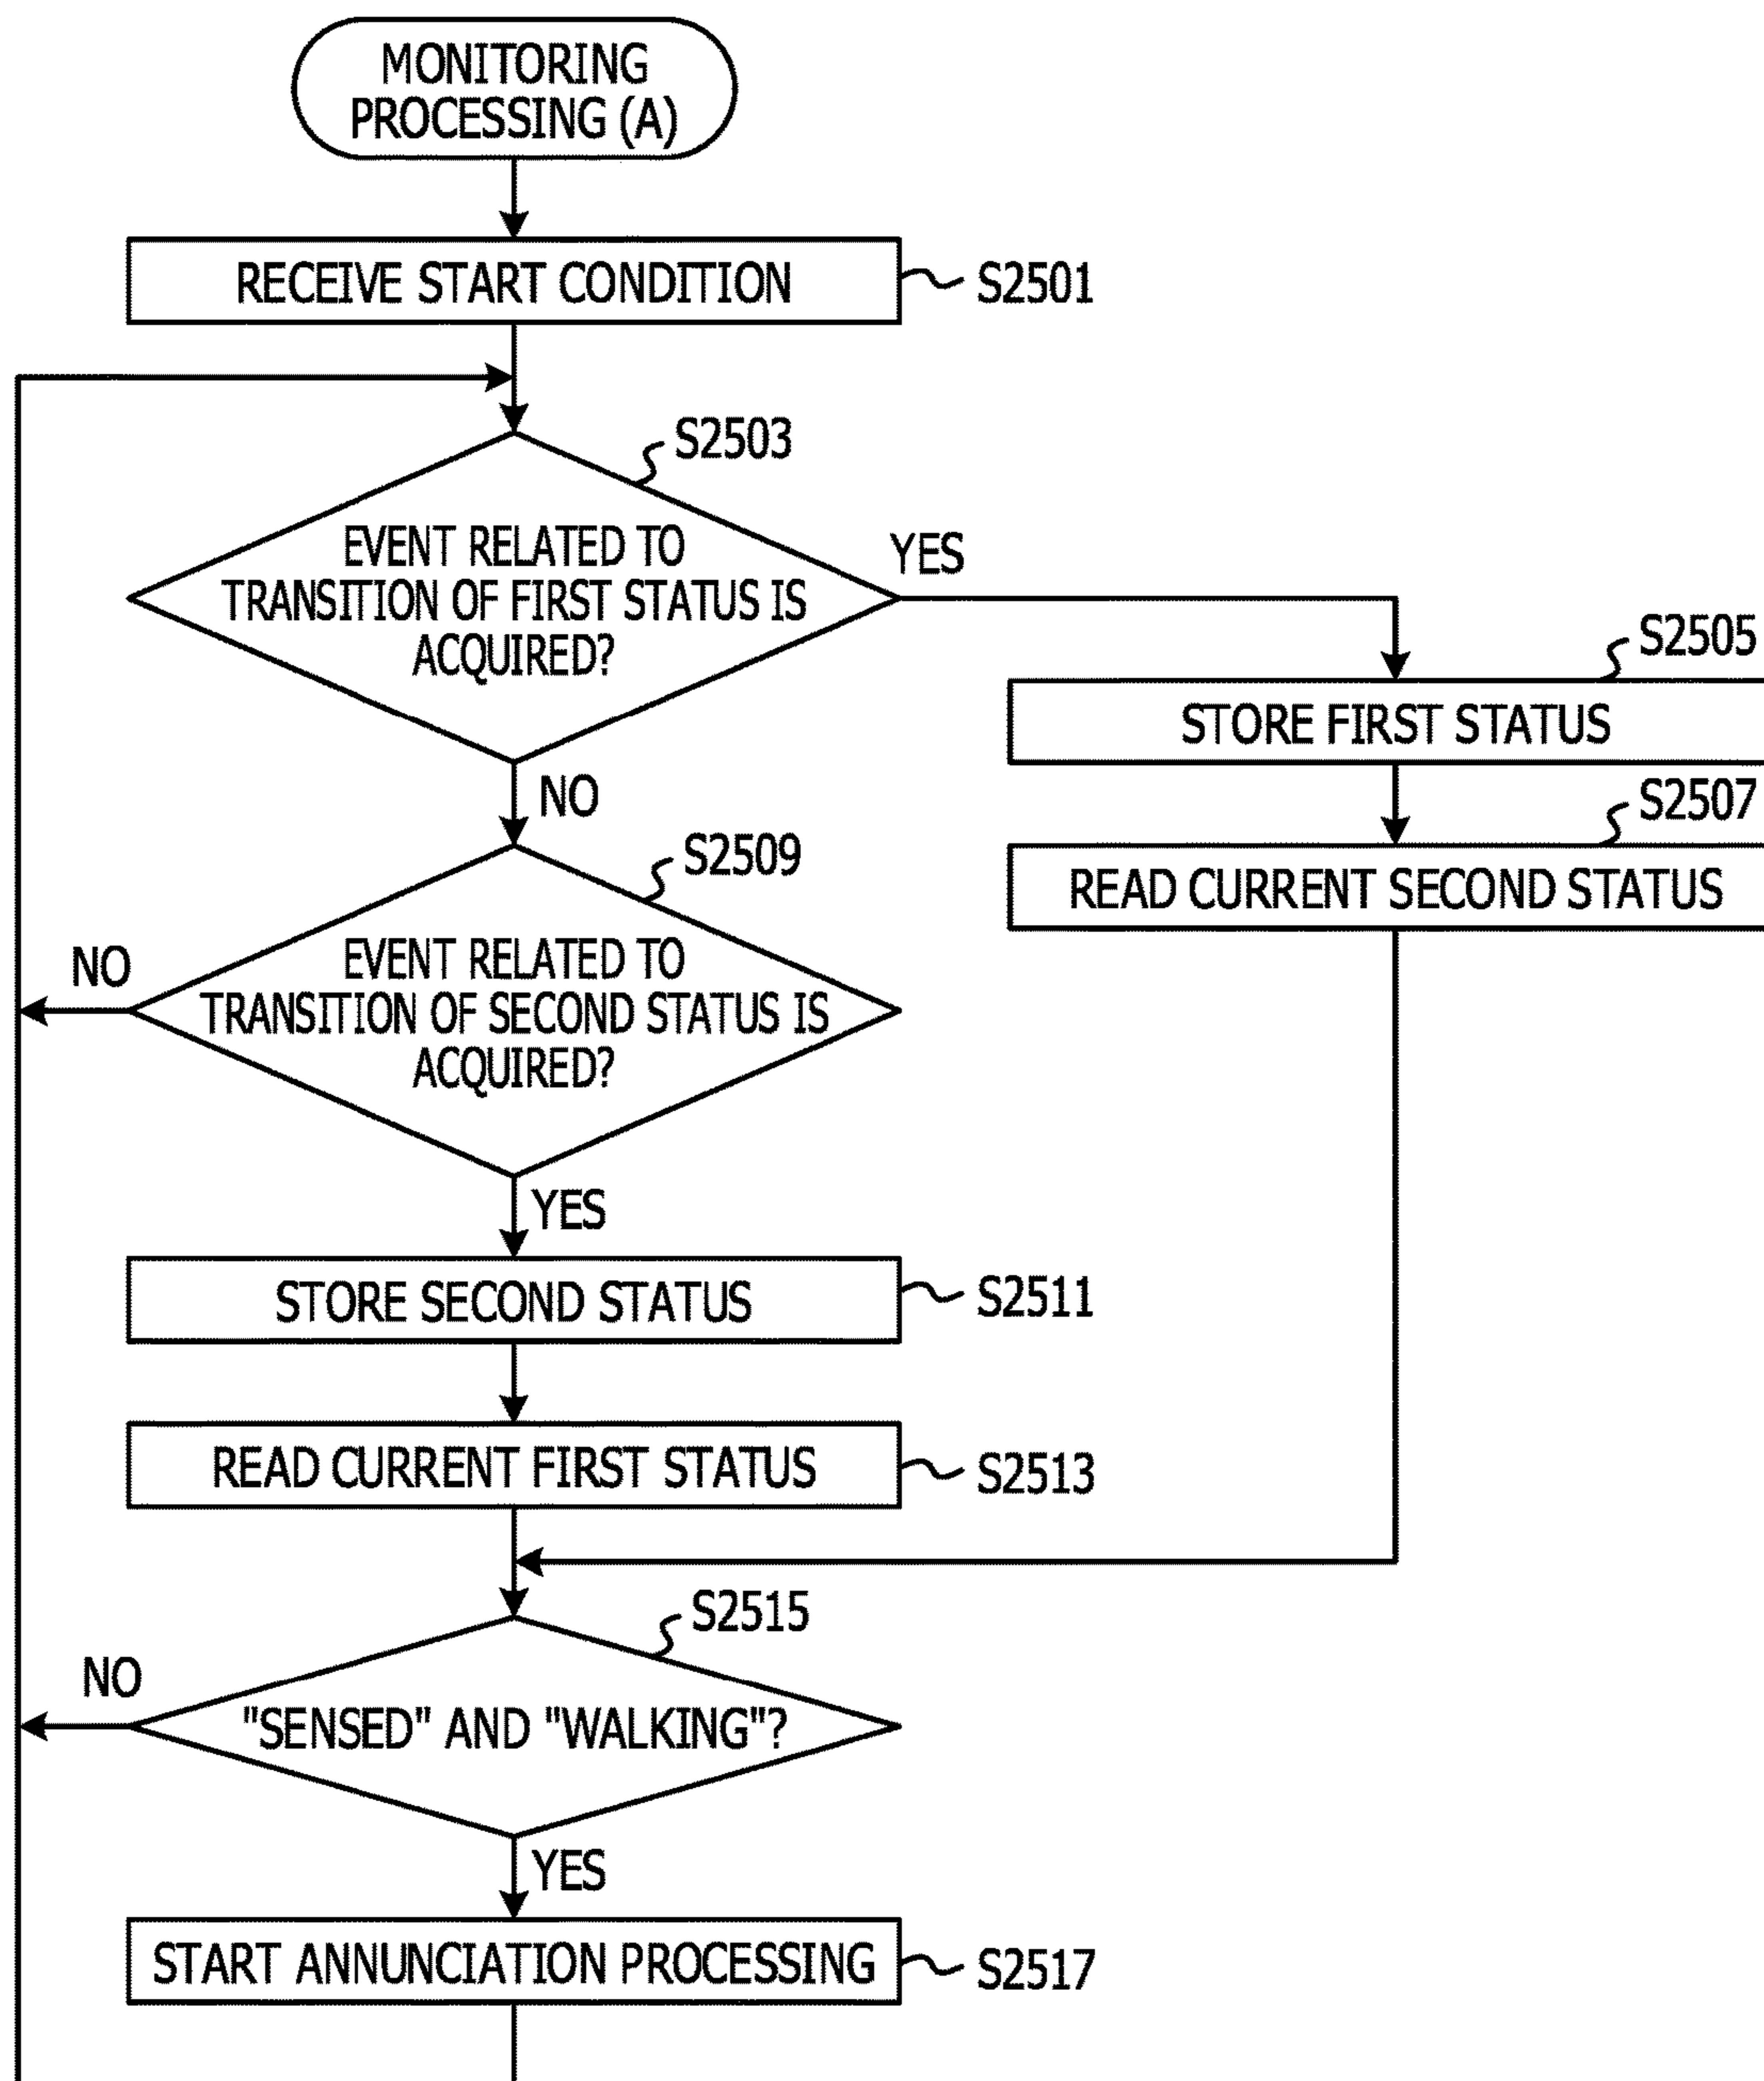 MONITORING
PROCESSING (A)
RECEIVE START CONDITION
S2501
S2503
EVENT RELATED TO
TRANSITION OF FIRST STATUS IS
ACQUIRED?
YES
S2505
STORE FIRST STATUS
NO
S2507
READ CURRENT SECOND STATUS
S2509
EVENT RELATED TO
TRANSITION OF SECOND STATUS IS
ACQUIRED?
NO
YES
STORE SECOND STATUS
S2511
READ CURRENT FIRST STATUS
S2513
S2515
NO
"SENSED" AND "WALKING"?
YES
START ANNUNCIATION PROCESSING
S2517